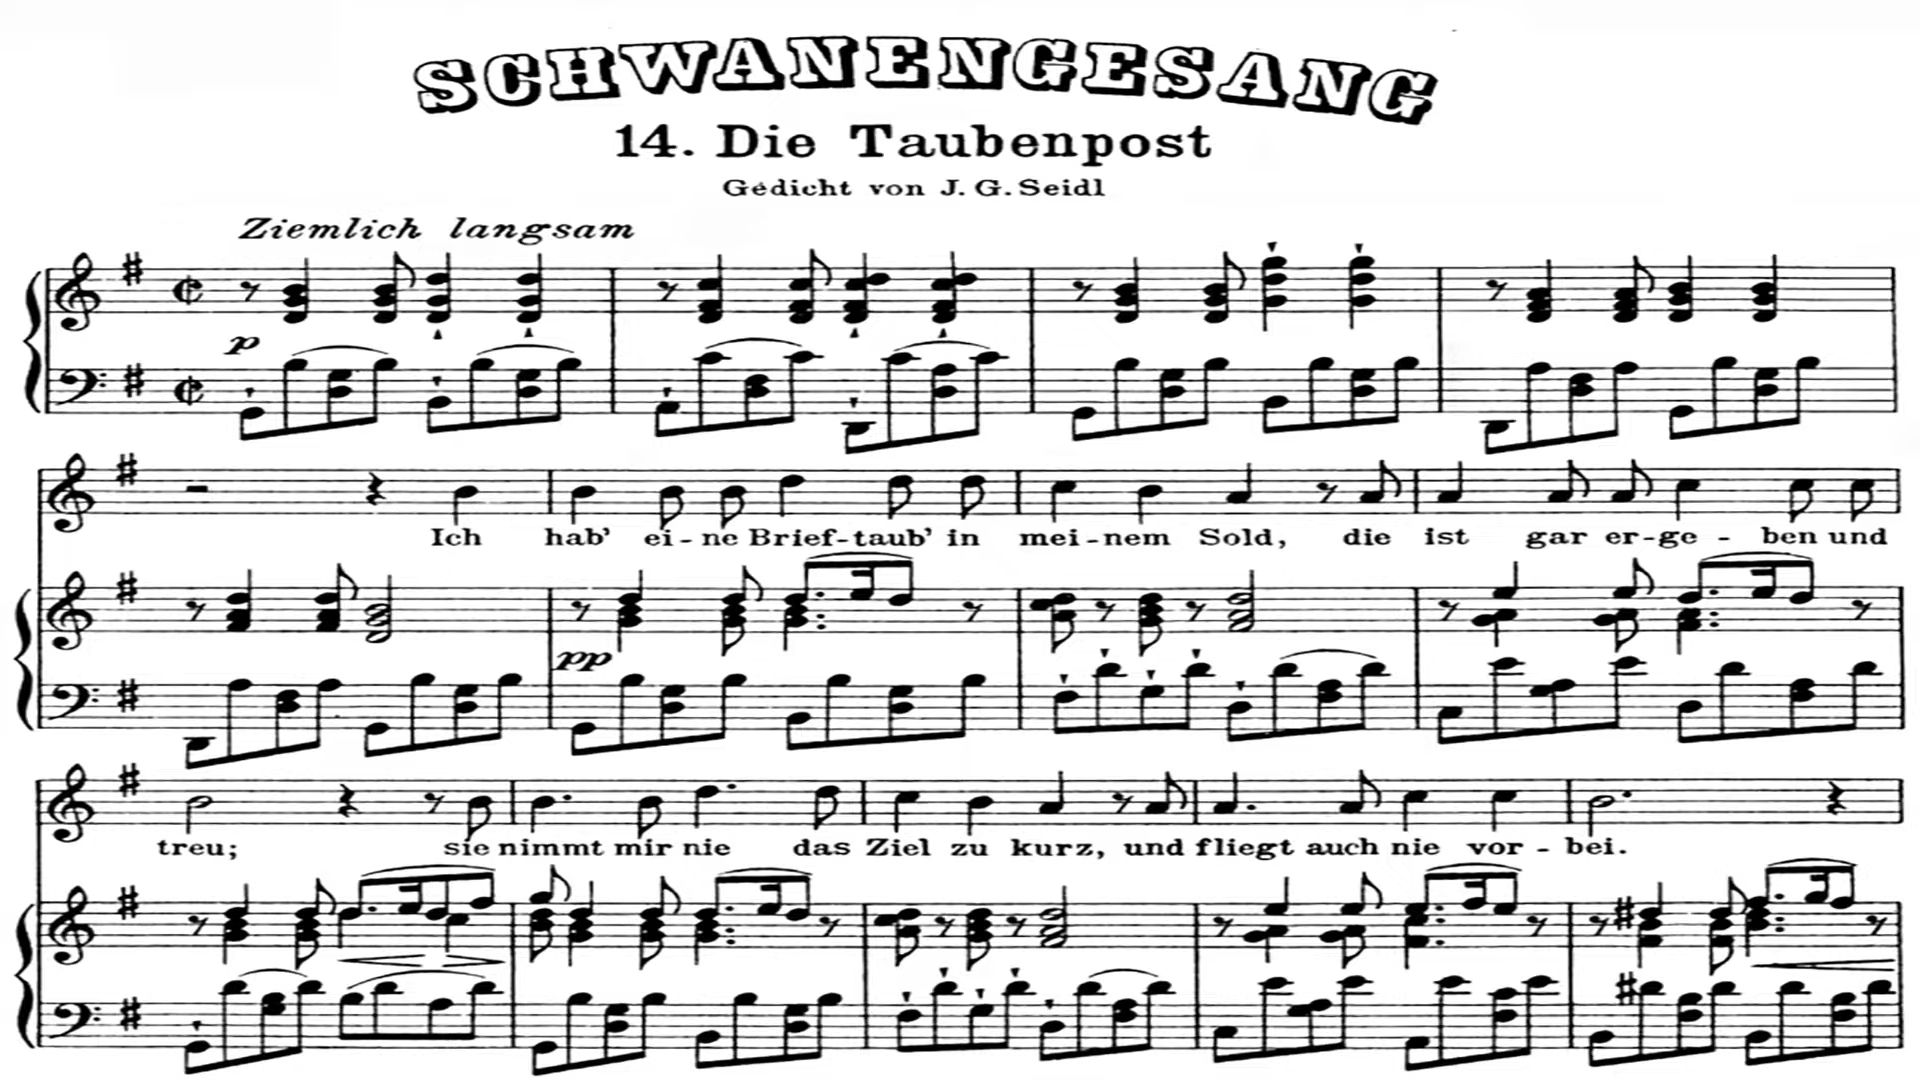 SCHWANENGESANG
14. Die Taubenpost
Gedicht von J. G. Seidl
Ziemlich langsam
p
Ich hab' ei - ne Brief - taub' in mei - nem Sold, die ist gar er - ge - ben und
pp
treu; sie nimmt mir nie das Ziel zu kurz, und fliegt auch nie vor - bei.